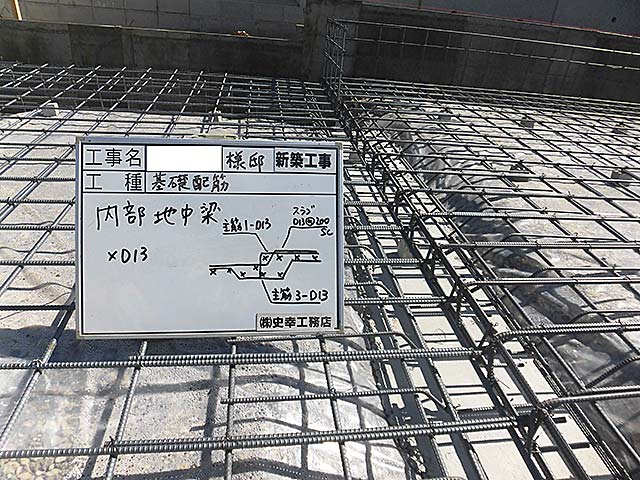 工事名 様邸 新築工事
工種 基礎配筋
内部地中梁
×D13
主筋1-D13
スラブ
D13@200
SC
主筋3-D13
㈱史幸工務店